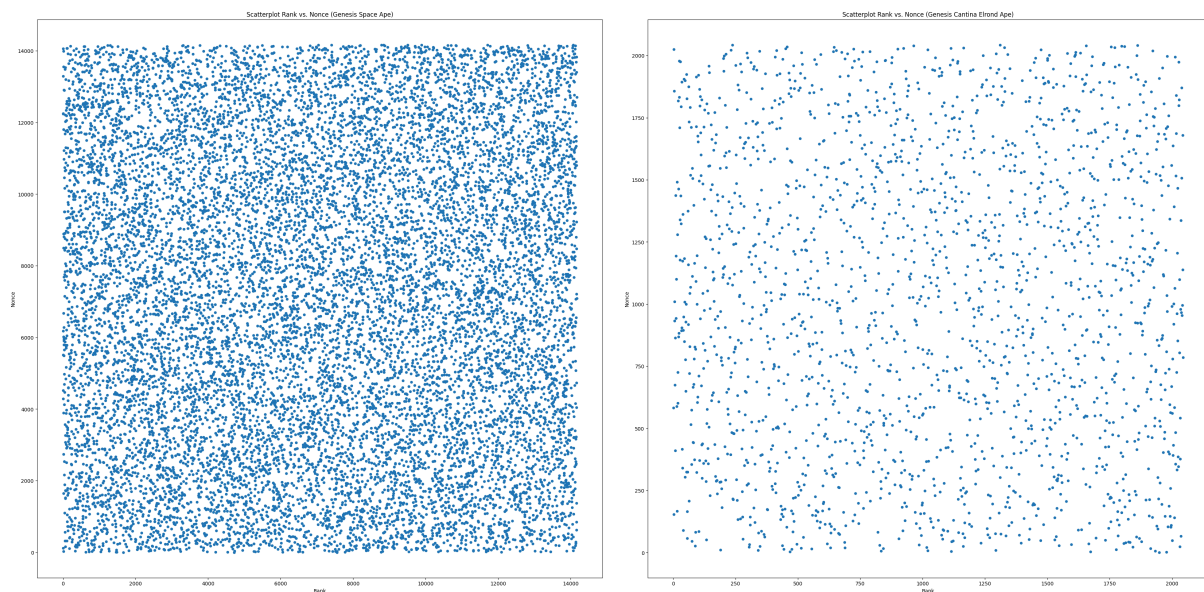 Scatterplot Rank vs. Nonce (Genesis Space Ape)
14000
12000
10000
8000
6000
4000
2000
0
Nonce
0 2000 4000 6000 8000 10000 12000 14000
Rank
Scatterplot Rank vs. Nonce (Genesis Cantina Elrond Ape)
2000
1750
1500
1250
1000
750
500
250
0
Nonce
0 250 500 750 1000 1250 1500 1750 2000
Rank